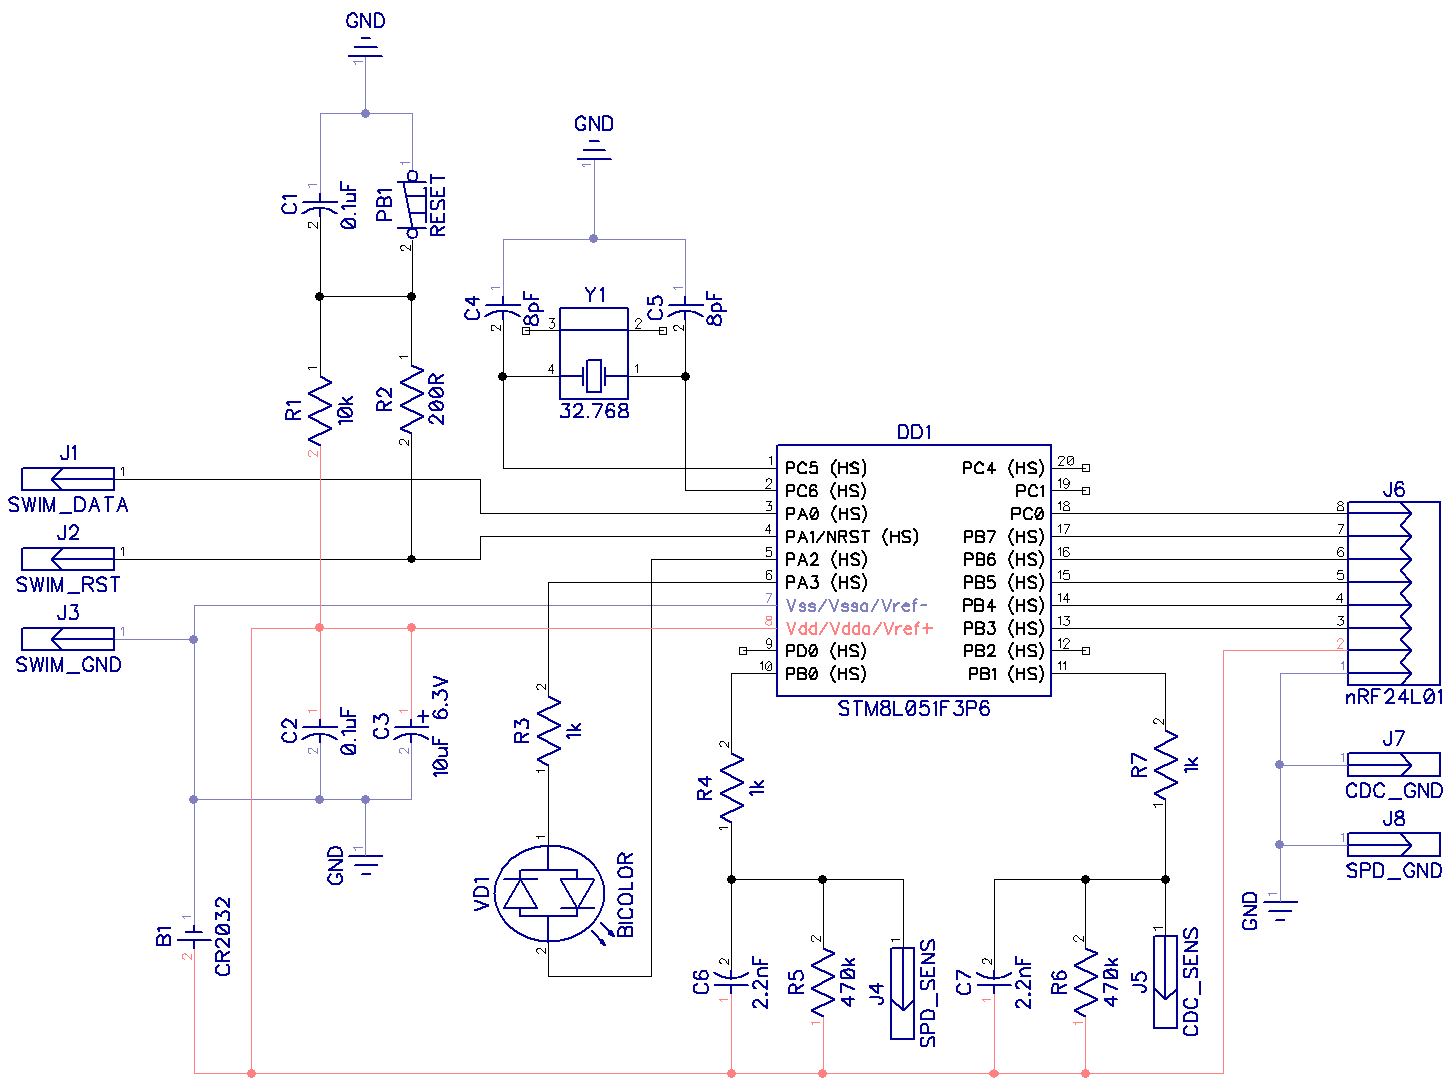 GND
1
GND
1
1
1
C1
0.1uF
PB1
RESET
2
2
1
1
C4
8pF
Y1
C5
8pF
2
3
2
2
4
1
32.768
1
1
R1
10k
R2
200R
2
2
DD1
J1
1
SWIM_DATA
J2
1
SWIM_RST
J3
1
SWIM_GND
1 PC5 (HS)
2 PC6 (HS)
3 PA0 (HS)
4 PA1/NRST (HS)
5 PA2 (HS)
6 PA3 (HS)
7 Vss/Vssa/Vref-
8 Vdd/Vdda/Vref+
9 PD0 (HS)
10 PB0 (HS)
PC4 (HS) 20
PC1 19
PC0 18
PB7 (HS) 17
PB6 (HS) 16
PB5 (HS) 15
PB4 (HS) 14
PB3 (HS) 13
PB2 (HS) 12
PB1 (HS) 11
STM8L051F3P6
J6
8
7
6
5
4
3
2
1
nRF24L01
J7
1
CDC_GND
J8
1
SPD_GND
GND
1
1
C2
0.1uF
2
1
C3
+
6.3V
10uF
2
GND
1
2
R3
1k
1
1
VD1
BICOLOR
2
2
R4
1k
1
2
R7
1k
1
1
B1
CR2032
2
2
C6
2.2nF
1
2
R5
470k
1
1
J4
SPD_SENS
2
C7
2.2nF
1
2
R6
470k
1
1
J5
CDC_SENS